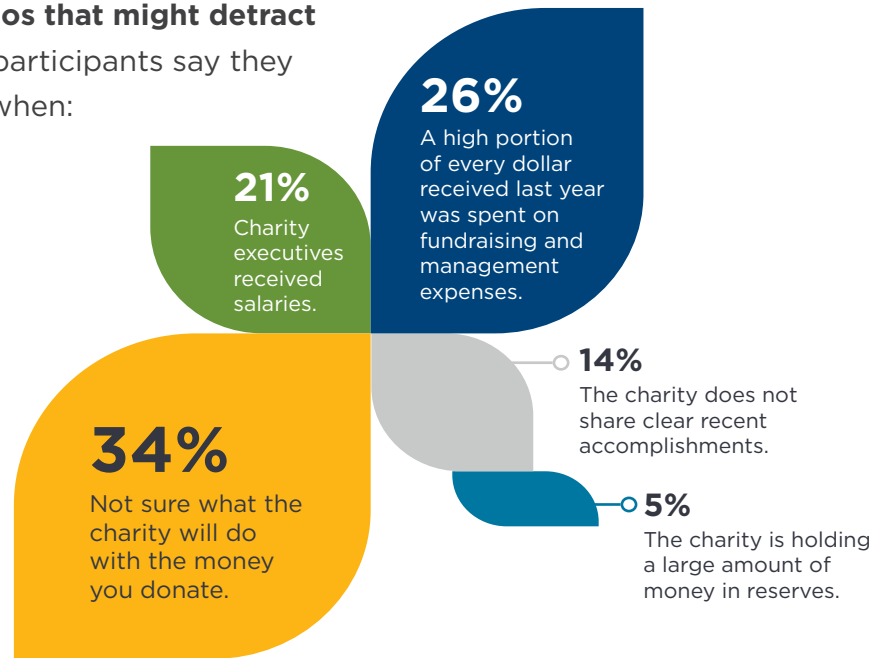 os that might detract
participants say they
when:
26%
A high portion
of every dollar
received last year
was spent on
fundraising and
management
expenses.
21%
Charity
executives
received
salaries.
14%
The charity does not
share clear recent
accomplishments.
34%
Not sure what the
charity will do
with the money
you donate.
5%
The charity is holding
a large amount of
money in reserves.